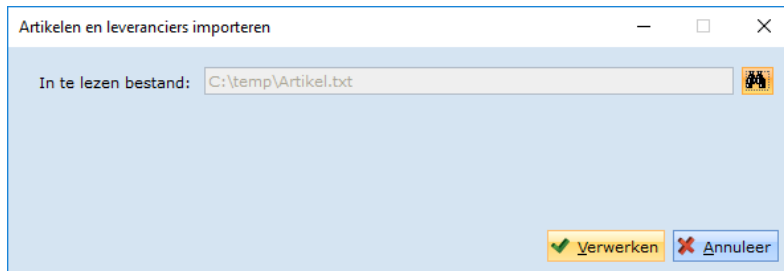 Artikelen en leveranciers importeren
In te lezen bestand: C:\temp\Artikel.txt
Verwerken Annuleer